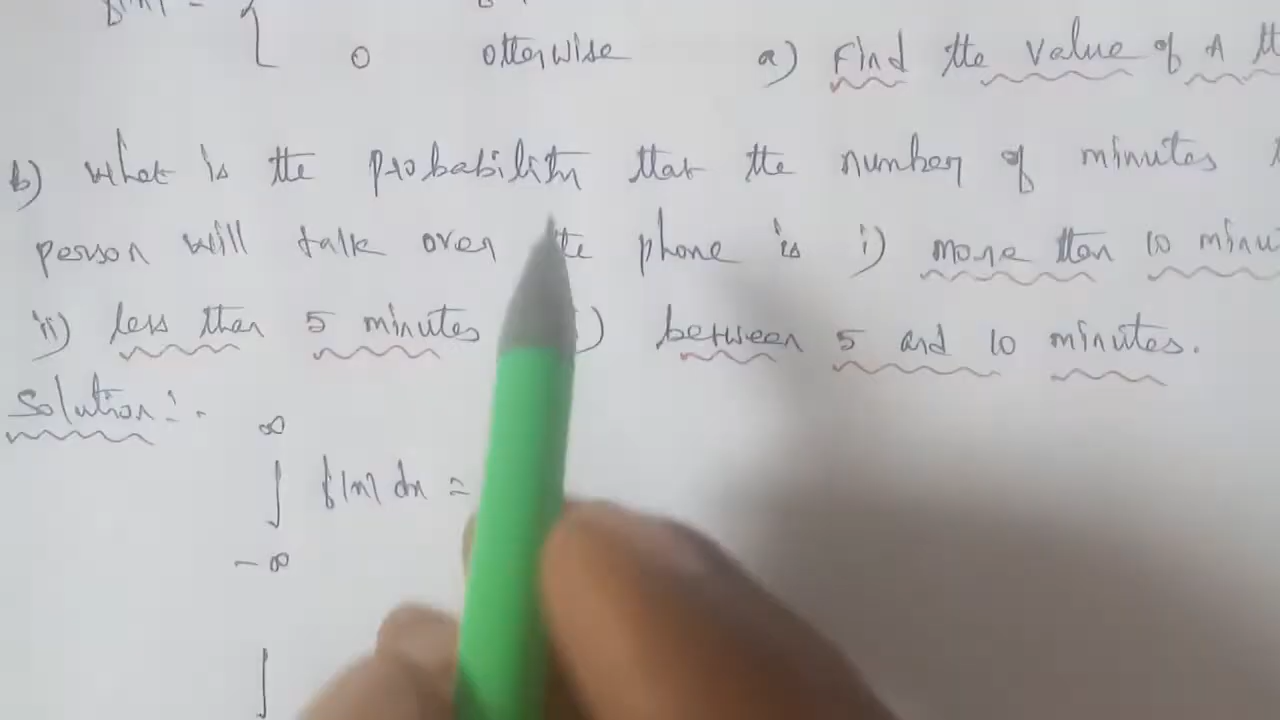 0 otherwise a) Find the value of A
b) what is the probability that the number of minutes
person will talk over the phone is i) more than 10
ii) less than 5 minutes ) between 5 and 10 minutes.
Solution:-
∞
∫ f(x) dx =
-∞
∫